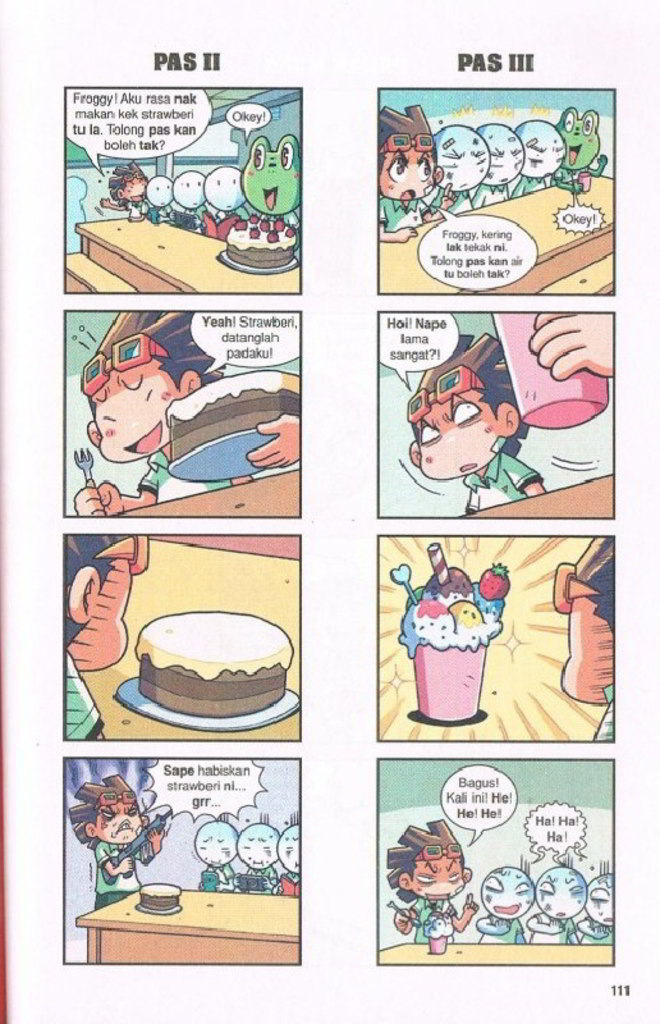 PAS II
Froggy! Aku rasa nak
makan kek strawberi
tu la. Tolong pas kan
boleh tak?
Okey!
Yeah! Strawberi,
datanglah
padaku!
Sape habiskan
strawberi ni....
grr...
PAS III
Okey!
Froggy, kering
lak tekak ni.
Tolong pas kan air
tu boleh tak?
Hoi! Nape
lama
sangat?!
Bagus!
Kali ini! He!
He! He!
Ha! Ha!
Ha!
111